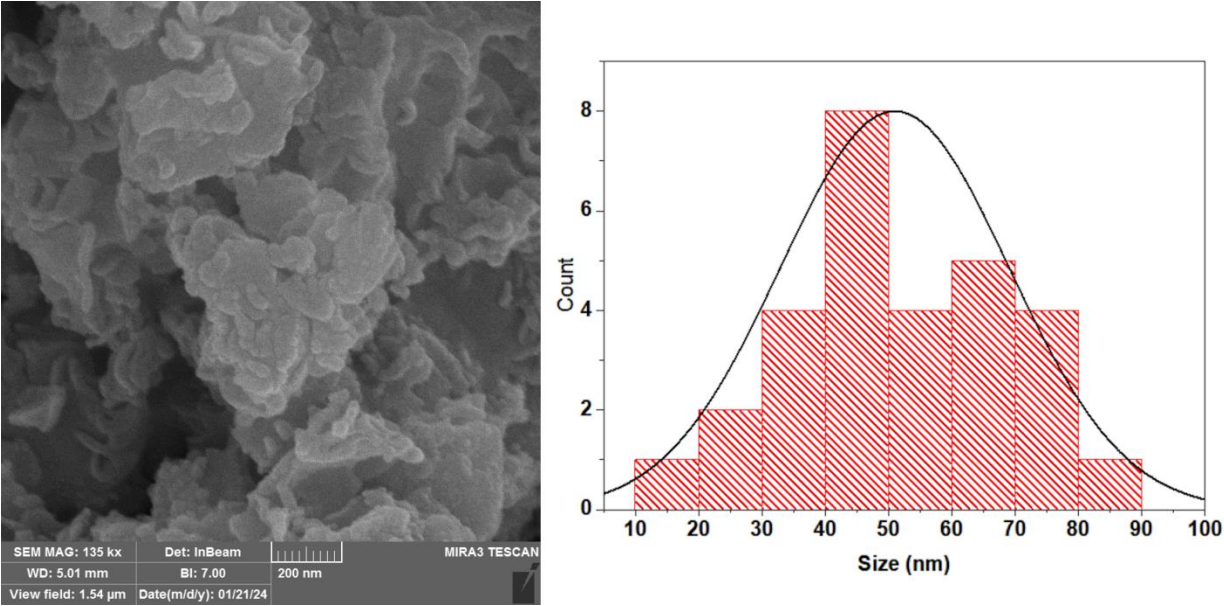 SEM MAG: 135 kx Det: InBeam MIRA3 TESCAN
WD: 5.01 mm BI: 7.00 200 nm
View field: 1.54 µm Date(m/d/y): 01/21/24
Count
8
6
4
2
0
10 20 30 40 50 60 70 80 90 100
Size (nm)